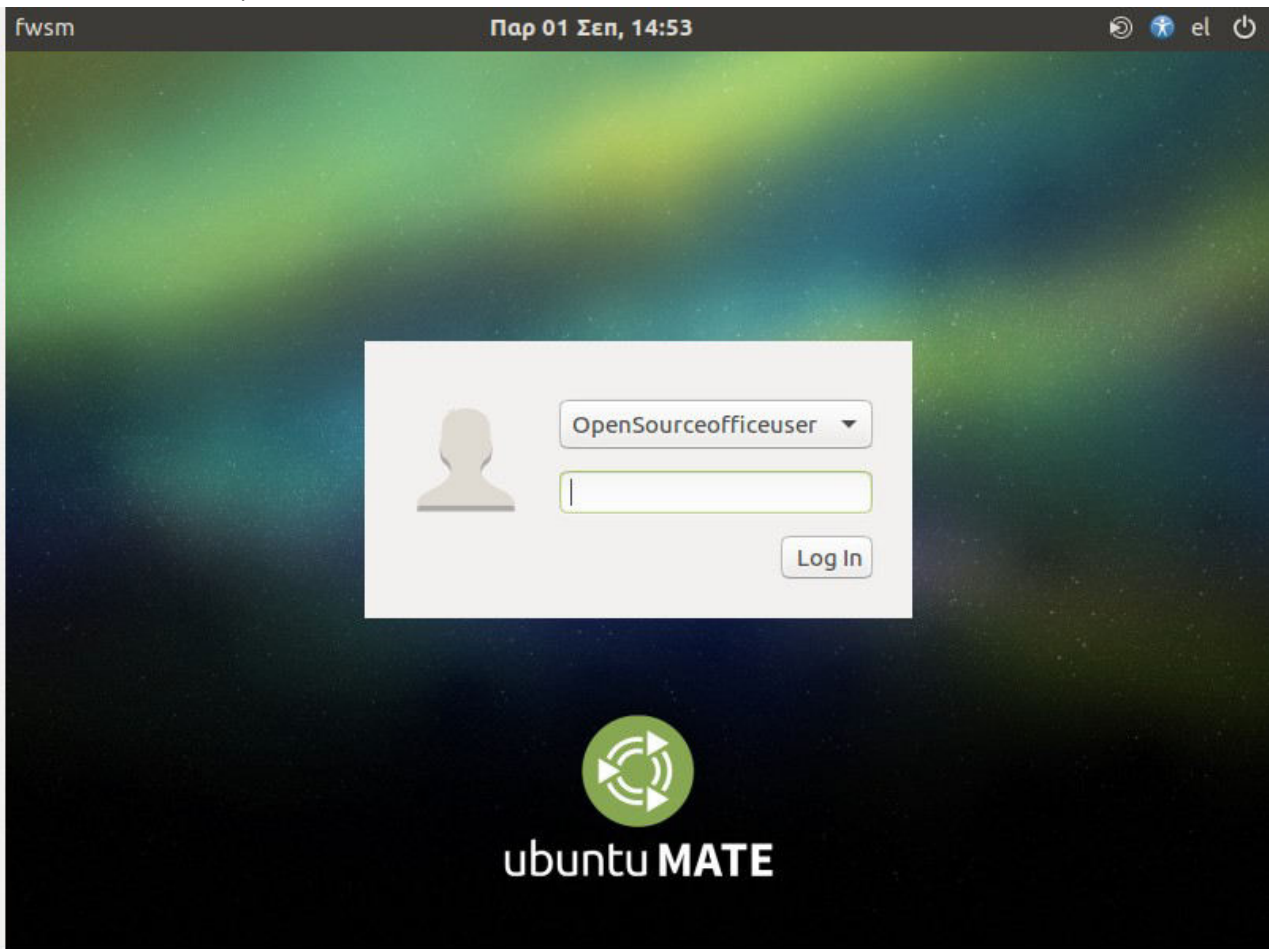 fwsm
Παρ 01 Σεπ, 14:53
el
OpenSourceofficeuser
Log In
ubuntu MATE